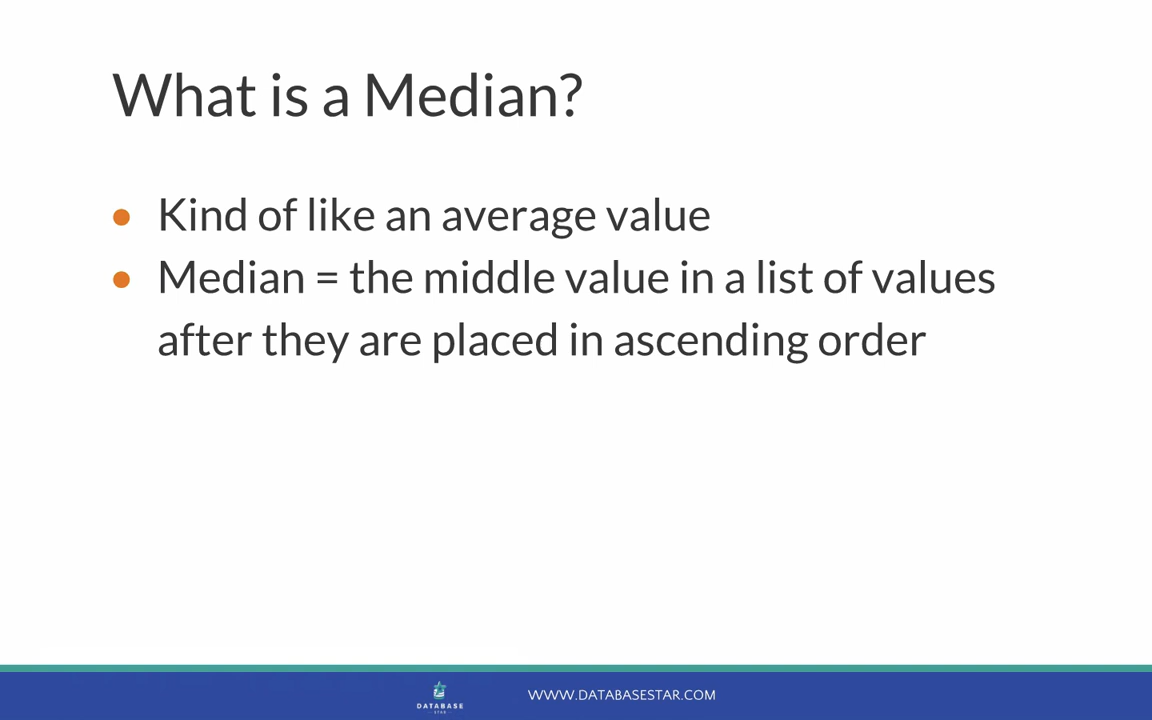 What is a Median?
Kind of like an average value
Median = the middle value in a list of values
after they are placed in ascending order
DATABASE
STAR
WWW.DATABASESTAR.COM